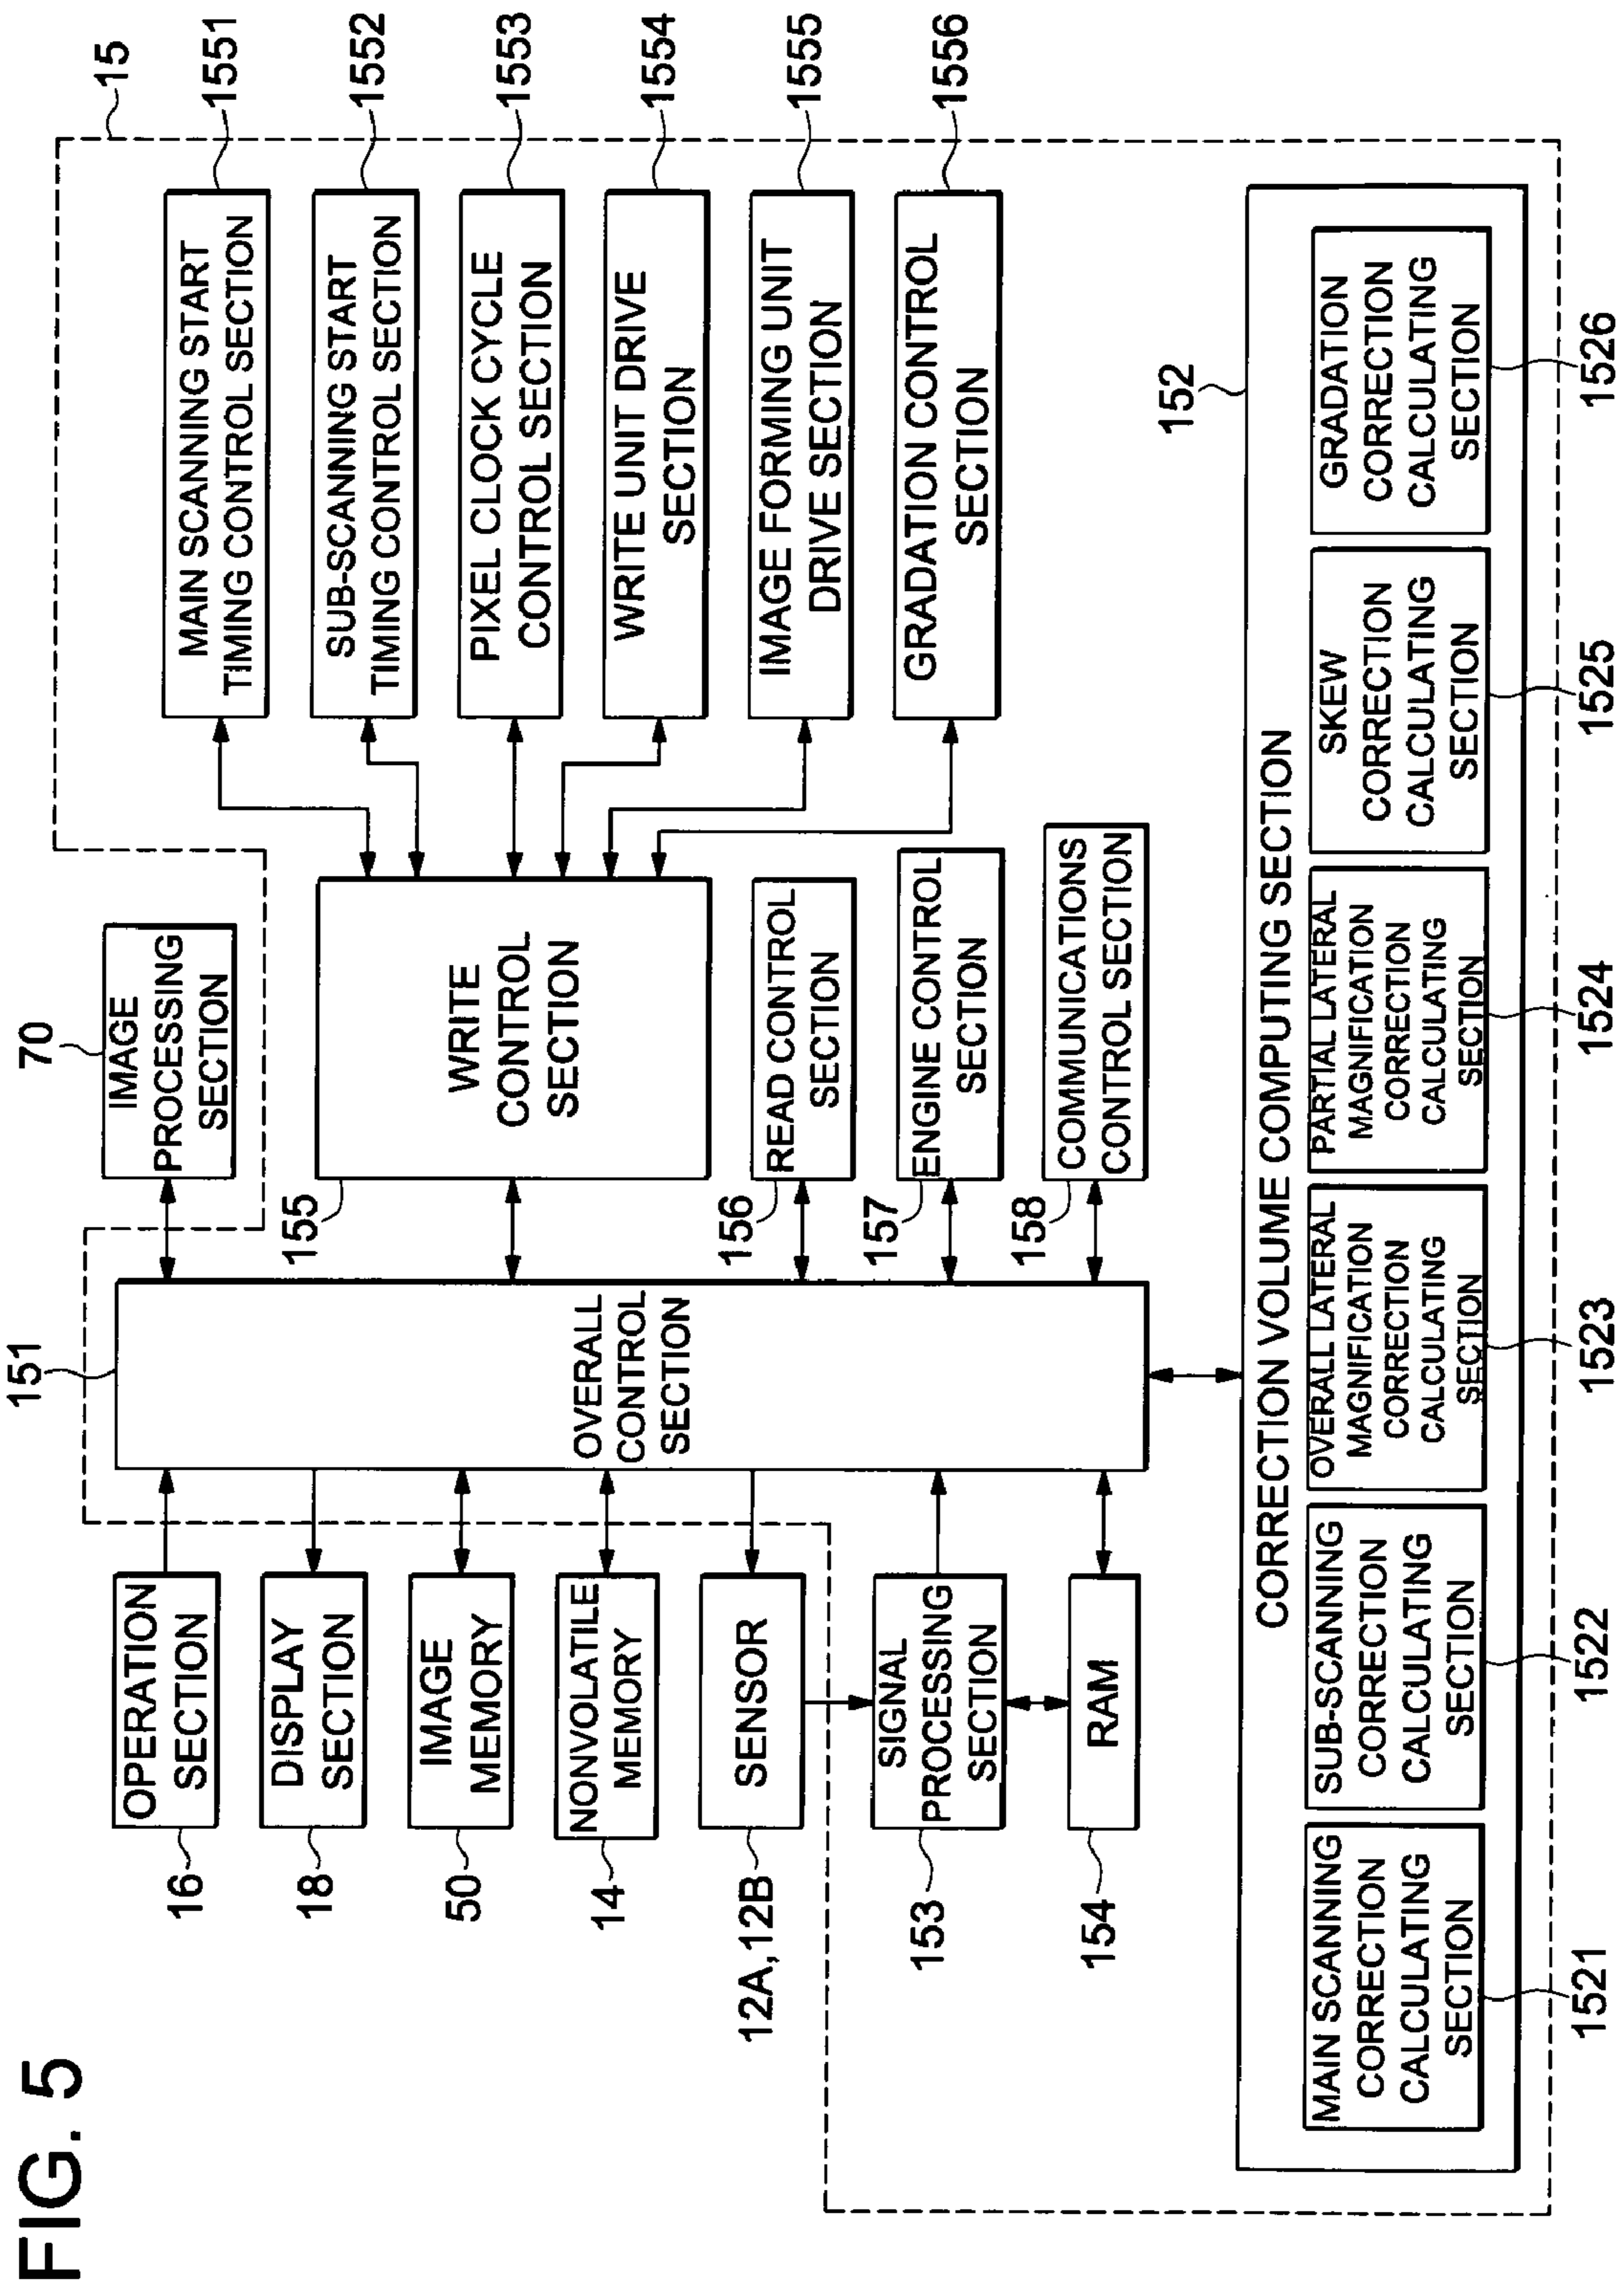 FIG. 5
16
OPERATION
SECTION
18
DISPLAY
SECTION
50
IMAGE
MEMORY
14
NONVOLATILE
MEMORY
12A,12B
SENSOR
153
SIGNAL
PROCESSING
SECTION
154
RAM
151
OVERALL
CONTROL
SECTION
70
IMAGE
PROCESSING
SECTION
155
WRITE
CONTROL
SECTION
156
READ CONTROL
SECTION
157
ENGINE CONTROL
SECTION
158
COMMUNICATIONS
CONTROL SECTION
15
MAIN SCANNING START
TIMING CONTROL SECTION
1551
SUB-SCANNING START
TIMING CONTROL SECTION
1552
PIXEL CLOCK CYCLE
CONTROL SECTION
1553
WRITE UNIT DRIVE
SECTION
1554
IMAGE FORMING UNIT
DRIVE SECTION
1555
GRADATION CONTROL
SECTION
1556
152
CORRECTION VOLUME COMPUTING SECTION
MAIN SCANNING
CORRECTION
CALCULATING
SECTION
1521
SUB-SCANNING
CORRECTION
CALCULATING
SECTION
1522
OVERALL LATERAL
MAGNIFICATION
CORRECTION
CALCULATING
SECTION
1523
PARTIAL LATERAL
MAGNIFICATION
CORRECTION
CALCULATING
SECTION
1524
SKEW
CORRECTION
CALCULATING
SECTION
1525
GRADATION
CORRECTION
CALCULATING
SECTION
1526